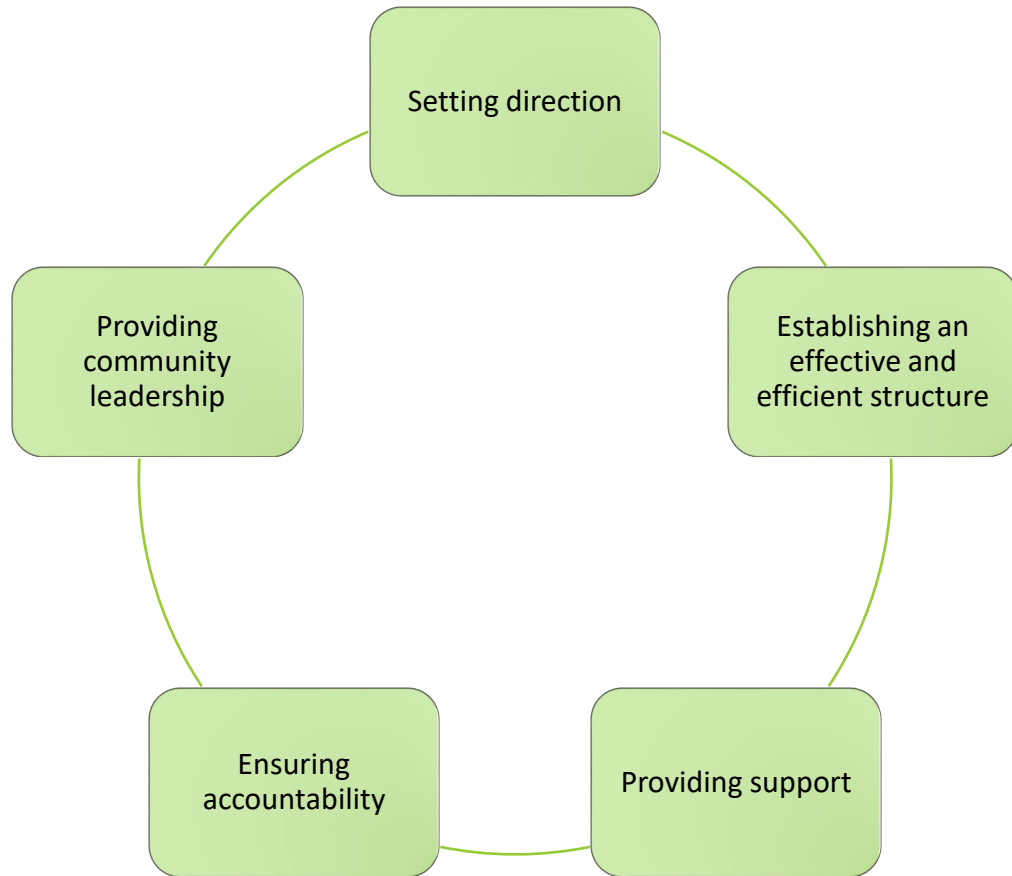 Setting direction
Establishing an
effective and
efficient structure
Providing support
Ensuring
accountability
Providing
community
leadership